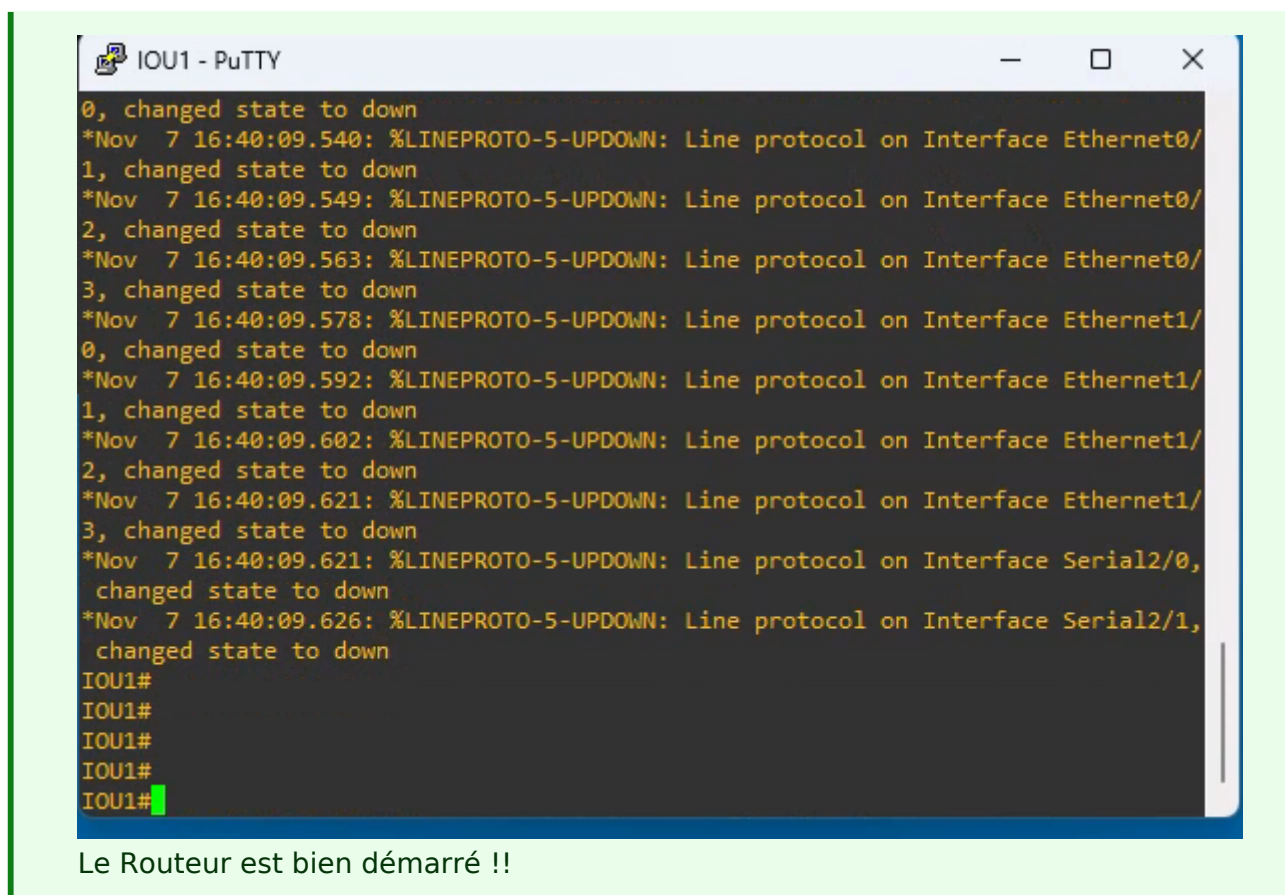 IOU1 - PuTTY
0, changed state to down
*Nov  7 16:40:09.540: %LINEPROTO-5-UPDOWN: Line protocol on Interface Ethernet0/
1, changed state to down
*Nov  7 16:40:09.549: %LINEPROTO-5-UPDOWN: Line protocol on Interface Ethernet0/
2, changed state to down
*Nov  7 16:40:09.563: %LINEPROTO-5-UPDOWN: Line protocol on Interface Ethernet0/
3, changed state to down
*Nov  7 16:40:09.578: %LINEPROTO-5-UPDOWN: Line protocol on Interface Ethernet1/
0, changed state to down
*Nov  7 16:40:09.592: %LINEPROTO-5-UPDOWN: Line protocol on Interface Ethernet1/
1, changed state to down
*Nov  7 16:40:09.602: %LINEPROTO-5-UPDOWN: Line protocol on Interface Ethernet1/
2, changed state to down
*Nov  7 16:40:09.621: %LINEPROTO-5-UPDOWN: Line protocol on Interface Ethernet1/
3, changed state to down
*Nov  7 16:40:09.621: %LINEPROTO-5-UPDOWN: Line protocol on Interface Serial2/0,
 changed state to down
*Nov  7 16:40:09.626: %LINEPROTO-5-UPDOWN: Line protocol on Interface Serial2/1,
 changed state to down
IOU1#
IOU1#
IOU1#
IOU1#
IOU1#
Le Routeur est bien démarré !!